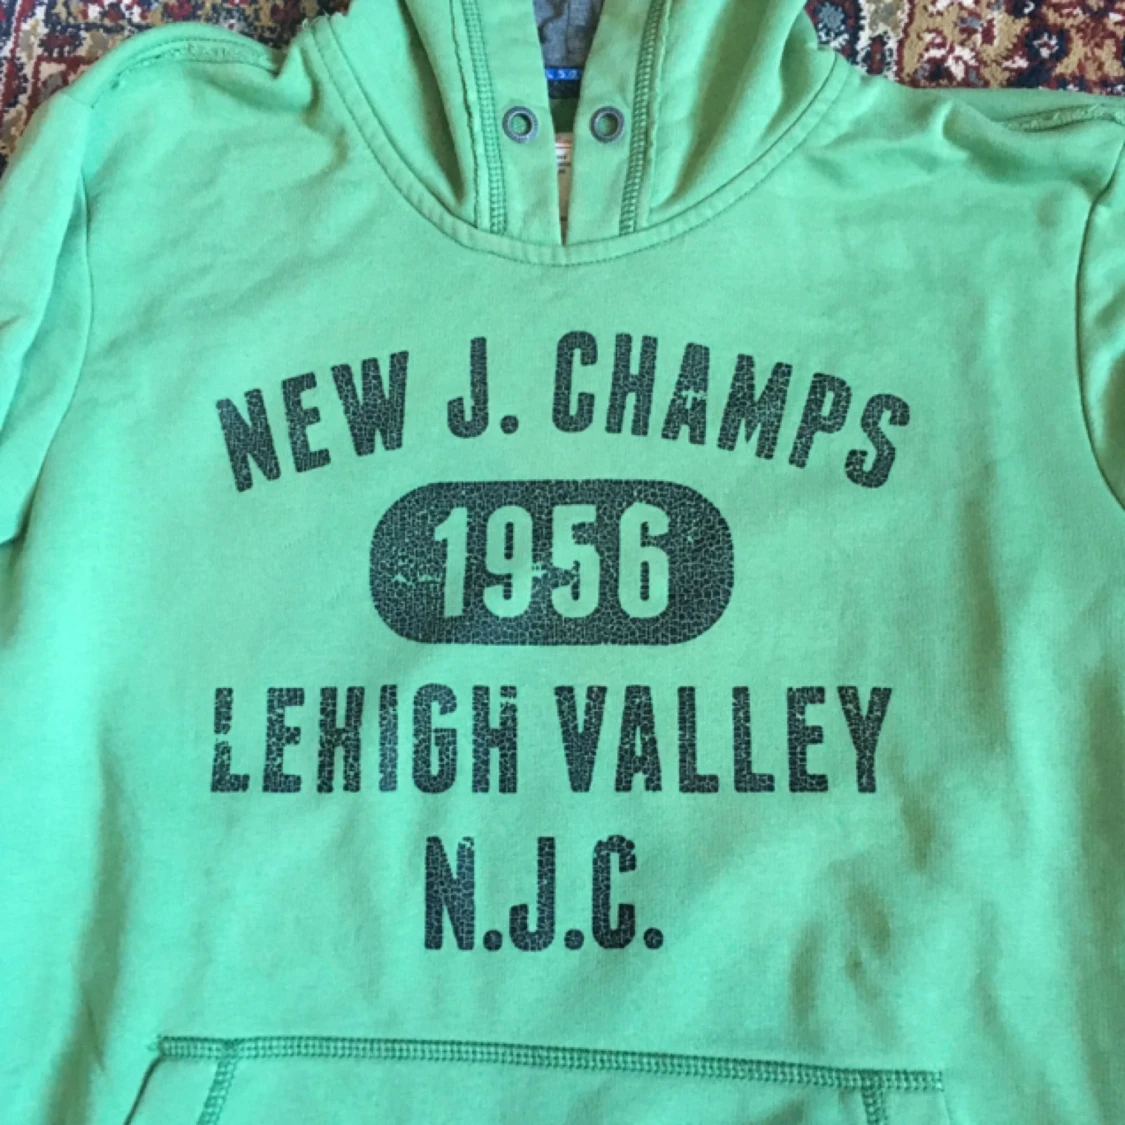 NEW J. CHAMPS
1956
LEHIGH VALLEY
N.J.C.